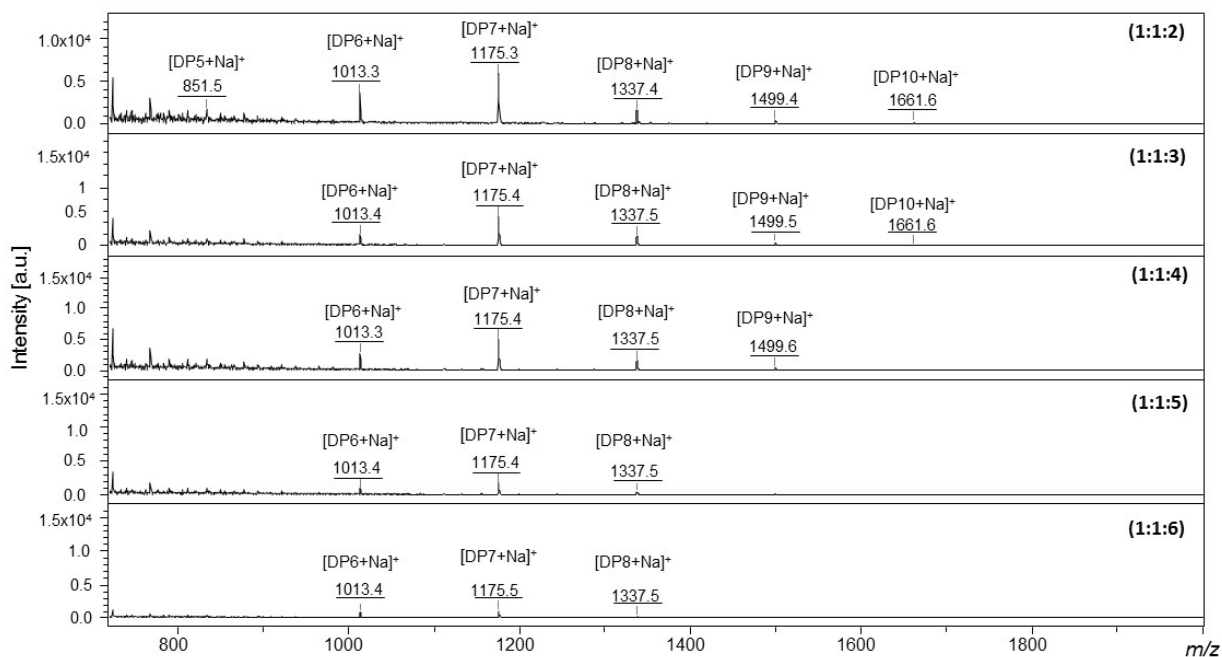 (1:1:2)
1.0x10⁴
0.5
0.0
[DP5+Na]⁺
851.5
[DP6+Na]⁺
1013.3
[DP7+Na]⁺
1175.3
[DP8+Na]⁺
1337.4
[DP9+Na]⁺
1499.4
[DP10+Na]⁺
1661.6
(1:1:3)
1.5x10⁴
1
0.5
0
[DP6+Na]⁺
1013.4
[DP7+Na]⁺
1175.4
[DP8+Na]⁺
1337.5
[DP9+Na]⁺
1499.5
[DP10+Na]⁺
1661.6
(1:1:4)
1.5x10⁴
1.0
0.5
0.0
[DP6+Na]⁺
1013.3
[DP7+Na]⁺
1175.4
[DP8+Na]⁺
1337.5
[DP9+Na]⁺
1499.6
(1:1:5)
1.5x10⁴
1.0
0.5
0.0
[DP6+Na]⁺
1013.4
[DP7+Na]⁺
1175.4
[DP8+Na]⁺
1337.5
(1:1:6)
1.5x10⁴
1.0
0.5
0.0
[DP6+Na]⁺
1013.4
[DP7+Na]⁺
1175.5
[DP8+Na]⁺
1337.5
Intensity [a.u.]
800 1000 1200 1400 1600 1800
m/z